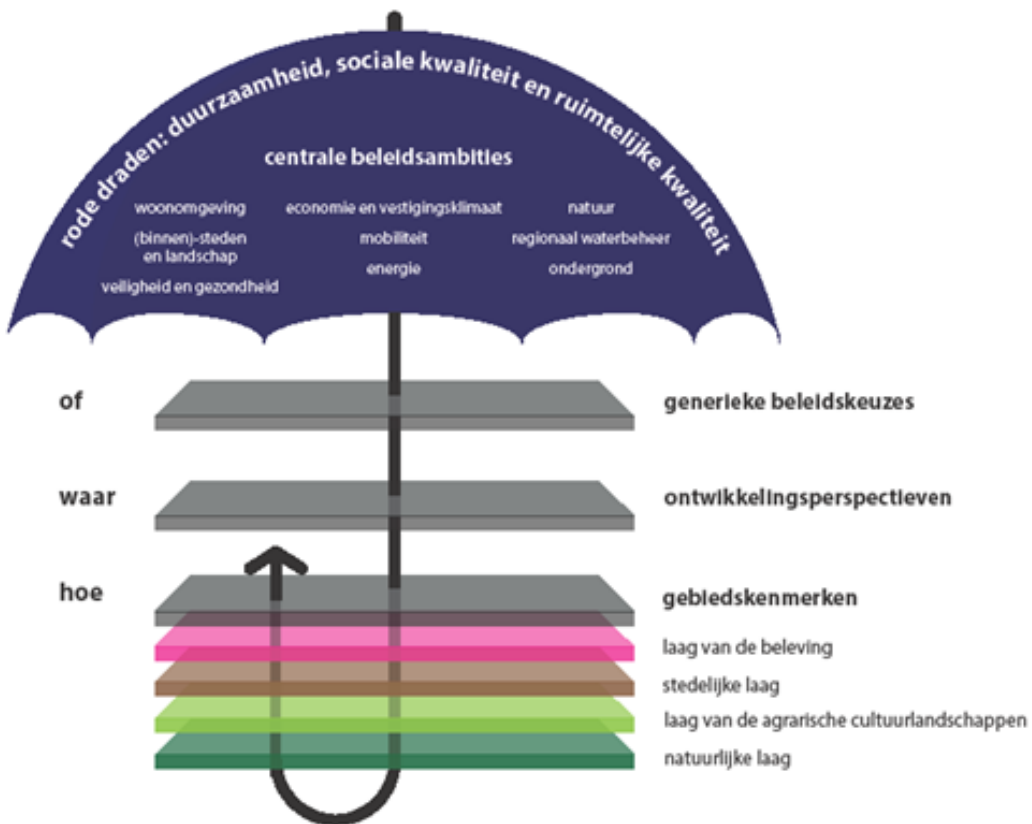 rode draden: duurzaamheid, sociale kwaliteit en ruimtelijke kwaliteit
centrale beleidsambities
woonomgeving
(binnen)-steden
en landschap
veiligheid en gezondheid
economie en vestigingsklimaat
mobiliteit
energie
natuur
regionaal waterbeheer
ondergrond
of
generieke beleidskeuzes
waar
ontwikkelingsperspectieven
hoe
gebiedskenmerken
laag van de beleving
stedelijke laag
laag van de agrarische cultuurlandschappen
natuurlijke laag